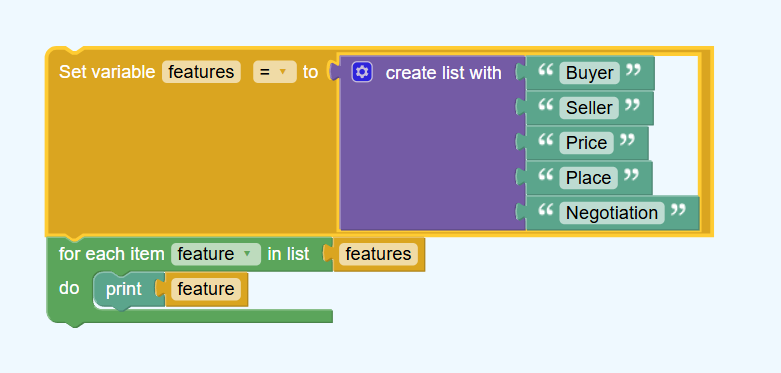 Set variable features = to create list with “ Buyer ”
“ Seller ”
“ Price ”
“ Place ”
“ Negotiation ”
for each item feature in list features
do print feature